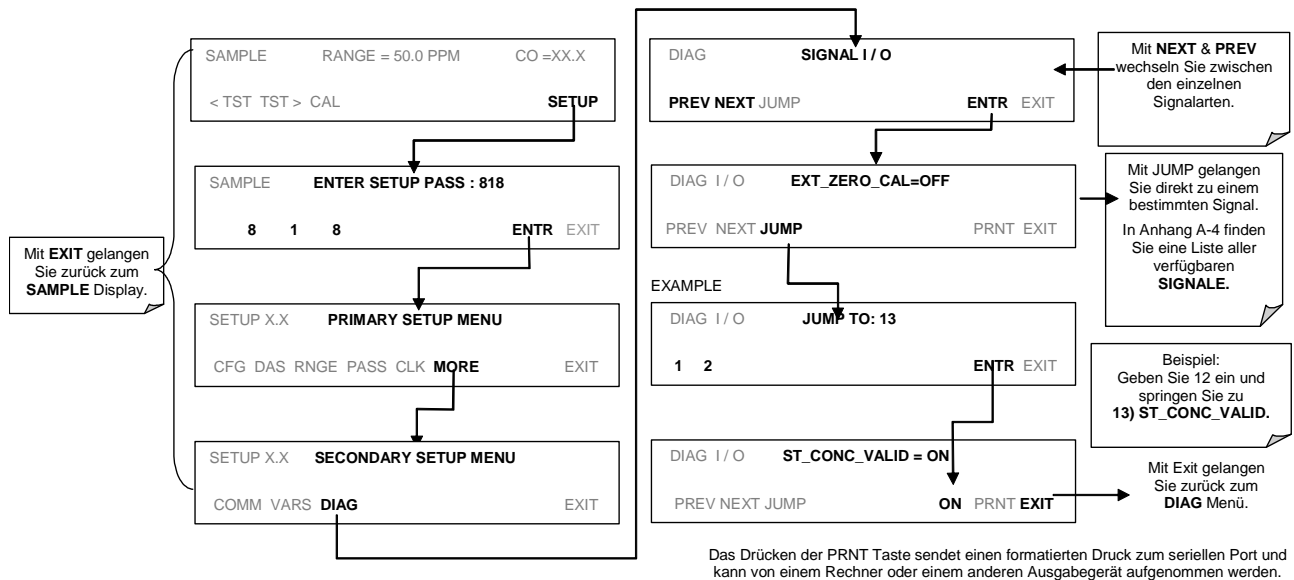 SAMPLE RANGE = 50.0 PPM CO =XX.X
< TST TST > CAL SETUP
SAMPLE ENTER SETUP PASS : 818
8 1 8 ENTR EXIT
Mit EXIT gelangen
Sie zurück zum
SAMPLE Display.
SETUP X.X PRIMARY SETUP MENU
CFG DAS RNGE PASS CLK MORE EXIT
SETUP X.X SECONDARY SETUP MENU
COMM VARS DIAG EXIT
DIAG SIGNAL I / O
PREV NEXT JUMP ENTR EXIT
Mit NEXT & PREV
wechseln Sie zwischen
den einzelnen
Signalarten.
DIAG I / O EXT_ZERO_CAL=OFF
PREV NEXT JUMP PRNT EXIT
Mit JUMP gelangen
Sie direkt zu einem
bestimmten Signal.
In Anhang A-4 finden
Sie eine Liste aller
verfügbaren
SIGNALE.
EXAMPLE
DIAG I / O JUMP TO: 13
1 2 ENTR EXIT
Beispiel:
Geben Sie 12 ein und
springen Sie zu
13) ST_CONC_VALID.
DIAG I / O ST_CONC_VALID = ON
PREV NEXT JUMP ON PRNT EXIT
Mit Exit gelangen
Sie zurück zum
DIAG Menü.
Das Drücken der PRNT Taste sendet einen formatierten Druck zum seriellen Port und
kann von einem Rechner oder einem anderen Ausgabegerät aufgenommen werden.